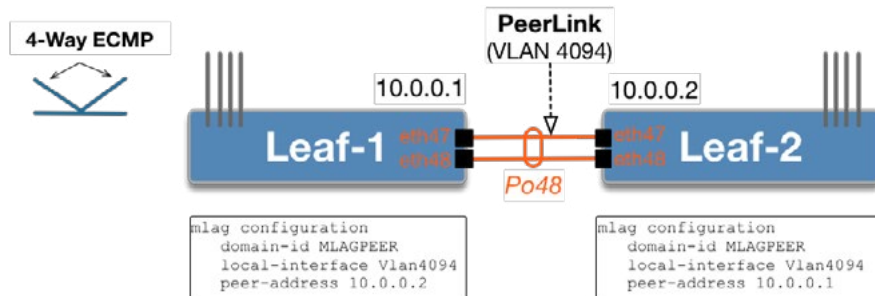 4-Way ECMP
PeerLink
(VLAN 4094)
10.0.0.1
10.0.0.2
Leaf-1
eth47
eth48
Po48
eth47
eth48
Leaf-2
mlag configuration
domain-id MLAGPEER
local-interface Vlan4094
peer-address 10.0.0.2
mlag configuration
domain-id MLAGPEER
local-interface Vlan4094
peer-address 10.0.0.1